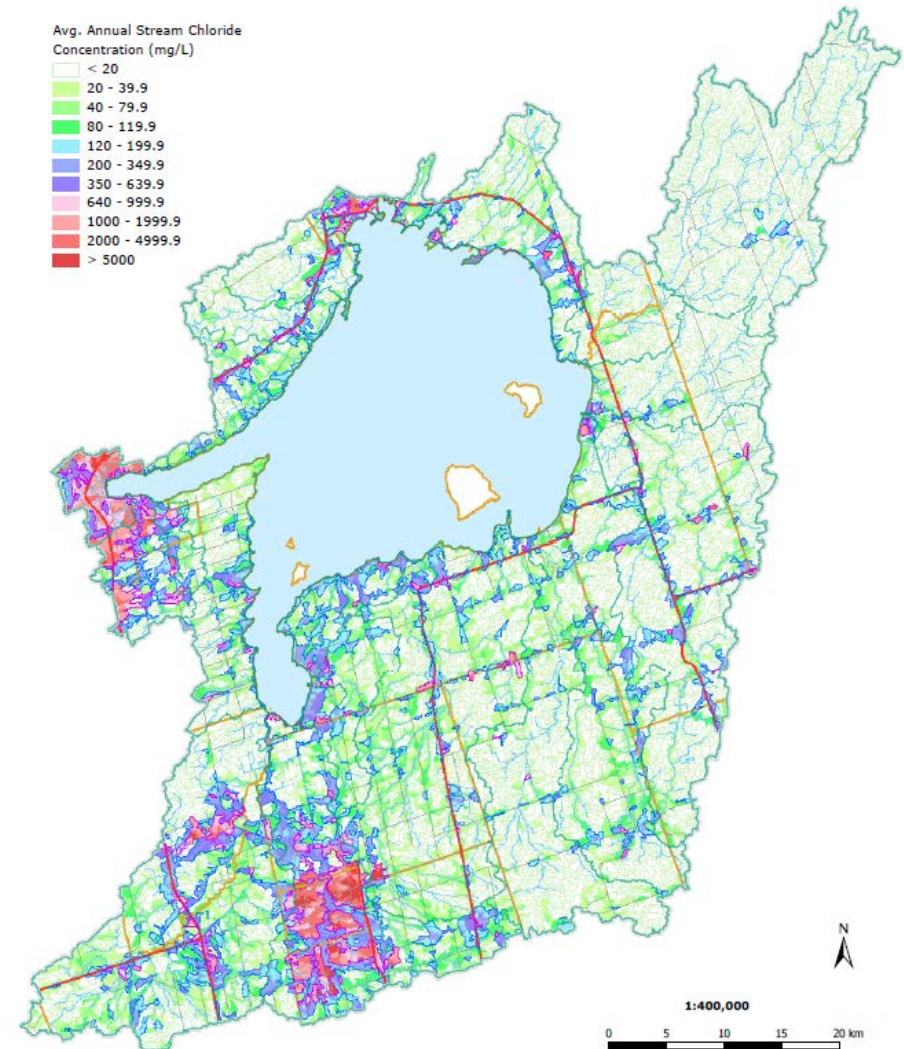 Avg. Annual Stream Chloride
Concentration (mg/L)
< 20
20 - 39.9
40 - 79.9
80 - 119.9
120 - 199.9
200 - 349.9
350 - 639.9
640 - 999.9
1000 - 1999.9
2000 - 4999.9
> 5000
N
1:400,000
0 5 10 15 20 km